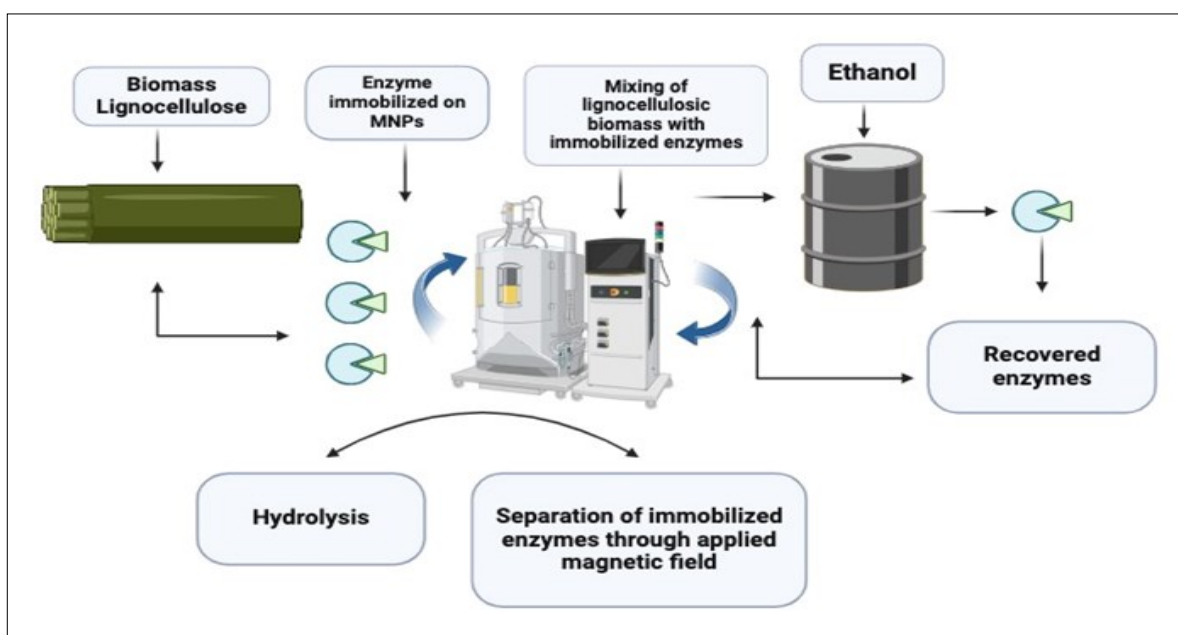 Biomass
Lignocellulose
Enzyme
immobilized on
MNPs
Mixing of
lignocellulosic
biomass with
immobilized enzymes
Ethanol
Recovered
enzymes
Hydrolysis
Separation of immobilized
enzymes through applied
magnetic field